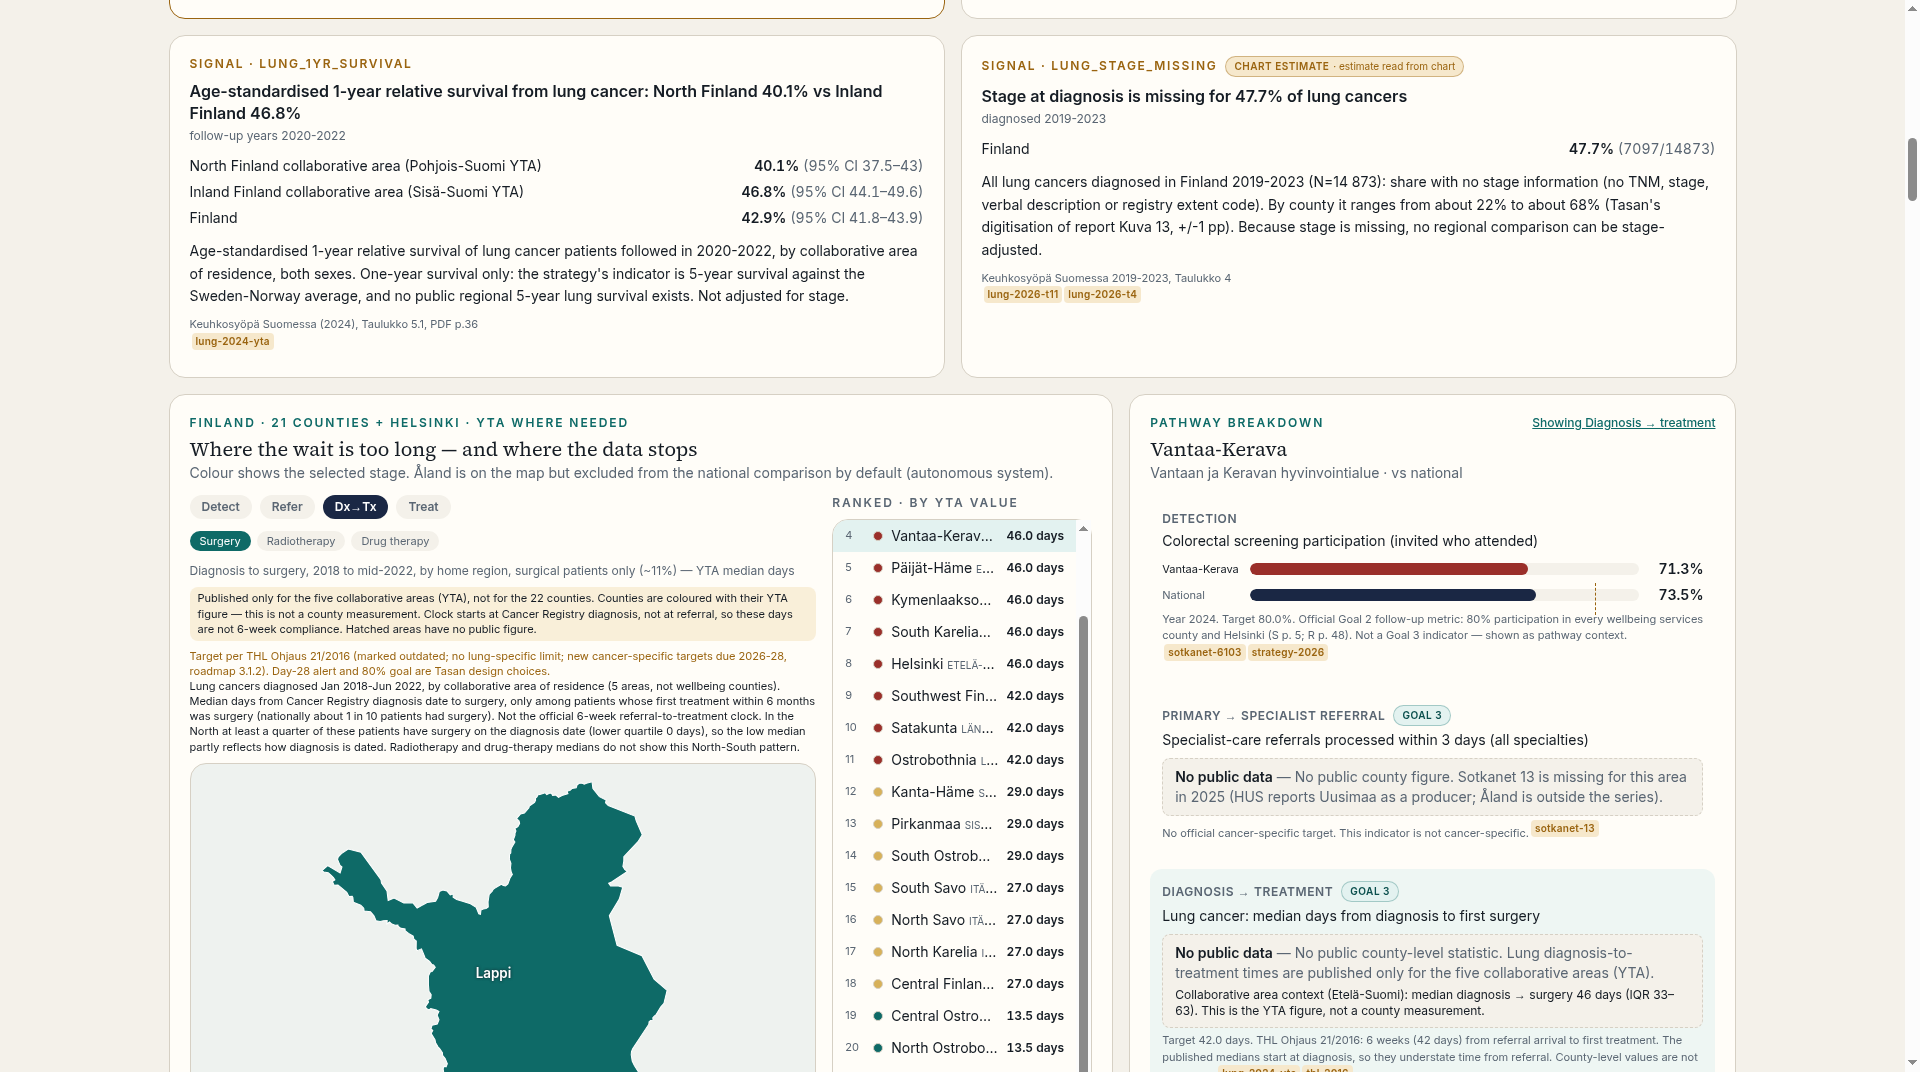 SIGNAL · LUNG_1YR_SURVIVAL
Age-standardised 1-year relative survival from lung cancer: North Finland 40.1% vs Inland
Finland 46.8%
follow-up years 2020-2022
North Finland collaborative area (Pohjois-Suomi YTA) 40.1% (95% CI 37.5–43)
Inland Finland collaborative area (Sisä-Suomi YTA) 46.8% (95% CI 44.1–49.6)
Finland 42.9% (95% CI 41.8–43.9)
Age-standardised 1-year relative survival of lung cancer patients followed in 2020-2022, by collaborative area
of residence, both sexes. One-year survival only: the strategy's indicator is 5-year survival against the
Sweden-Norway average, and no public regional 5-year lung survival exists. Not adjusted for stage.
Keuhkosyöpä Suomessa (2024), Taulukko 5.1, PDF p.36
lung-2024-yta
SIGNAL · LUNG_STAGE_MISSING CHART ESTIMATE · estimate read from chart
Stage at diagnosis is missing for 47.7% of lung cancers
diagnosed 2019-2023
Finland 47.7% (7097/14873)
All lung cancers diagnosed in Finland 2019-2023 (N=14 873): share with no stage information (no TNM, stage,
verbal description or registry extent code). By county it ranges from about 22% to about 68% (Tasan's
digitisation of report Kuva 13, +/-1 pp). Because stage is missing, no regional comparison can be stage-
adjusted.
Keuhkosyöpä Suomessa 2019-2023, Taulukko 4
lung-2026-t11 lung-2026-t4
FINLAND · 21 COUNTIES + HELSINKI · YTA WHERE NEEDED
Where the wait is too long — and where the data stops
Colour shows the selected stage. Åland is on the map but excluded from the national comparison by default (autonomous system).
Detect Refer Dx→Tx Treat
Surgery Radiotherapy Drug therapy
Diagnosis to surgery, 2018 to mid-2022, by home region, surgical patients only (~11%) — YTA median days
Published only for the five collaborative areas (YTA), not for the 22 counties. Counties are coloured with their YTA
figure — this is not a county measurement. Clock starts at Cancer Registry diagnosis, not at referral, so these days
are not 6-week compliance. Hatched areas have no public figure.
Target per THL Ohjaus 21/2016 (marked outdated; no lung-specific limit; new cancer-specific targets due 2026-28,
roadmap 3.1.2). Day-28 alert and 80% goal are Tasan design choices.
Lung cancers diagnosed Jan 2018-Jun 2022, by collaborative area of residence (5 areas, not wellbeing counties).
Median days from Cancer Registry diagnosis date to surgery, only among patients whose first treatment within 6 months
was surgery (nationally about 1 in 10 patients had surgery). Not the official 6-week referral-to-treatment clock. In the
North at least a quarter of these patients have surgery on the diagnosis date (lower quartile 0 days), so the low median
partly reflects how diagnosis is dated. Radiotherapy and drug-therapy medians do not show this North-South pattern.
Lappi
RANKED · BY YTA VALUE
4 Vantaa-Kerav... 46.0 days
5 Päijät-Häme E... 46.0 days
6 Kymenlaakso... 46.0 days
7 South Karelia... 46.0 days
8 Helsinki ETELÄ-... 46.0 days
9 Southwest Fin... 42.0 days
10 Satakunta LÄN... 42.0 days
11 Ostrobothnia L... 42.0 days
12 Kanta-Häme S... 29.0 days
13 Pirkanmaa SIS... 29.0 days
14 South Ostrob... 29.0 days
15 South Savo ITÄ... 27.0 days
16 North Savo ITÄ... 27.0 days
17 North Karelia I... 27.0 days
18 Central Finlan... 27.0 days
19 Central Ostro... 13.5 days
20 North Ostrobo... 13.5 days
PATHWAY BREAKDOWN Showing Diagnosis → treatment
Vantaa-Kerava
Vantaan ja Keravan hyvinvointialue · vs national
DETECTION
Colorectal screening participation (invited who attended)
Vantaa-Kerava 71.3%
National 73.5%
Year 2024. Target 80.0%. Official Goal 2 follow-up metric: 80% participation in every wellbeing services
county and Helsinki (S p. 5; R p. 48). Not a Goal 3 indicator — shown as pathway context.
sotkanet-6103 strategy-2026
PRIMARY → SPECIALIST REFERRAL GOAL 3
Specialist-care referrals processed within 3 days (all specialties)
No public data — No public county figure. Sotkanet 13 is missing for this area
in 2025 (HUS reports Uusimaa as a producer; Åland is outside the series).
No official cancer-specific target. This indicator is not cancer-specific. sotkanet-13
DIAGNOSIS → TREATMENT GOAL 3
Lung cancer: median days from diagnosis to first surgery
No public data — No public county-level statistic. Lung diagnosis-to-
treatment times are published only for the five collaborative areas (YTA).
Collaborative area context (Etelä-Suomi): median diagnosis → surgery 46 days (IQR 33–
63). This is the YTA figure, not a county measurement.
Target 42.0 days. THL Ohjaus 21/2016: 6 weeks (42 days) from referral arrival to first treatment. The
published medians start at diagnosis, so they understate time from referral. County-level values are not
lung-2024-yta thl-2016